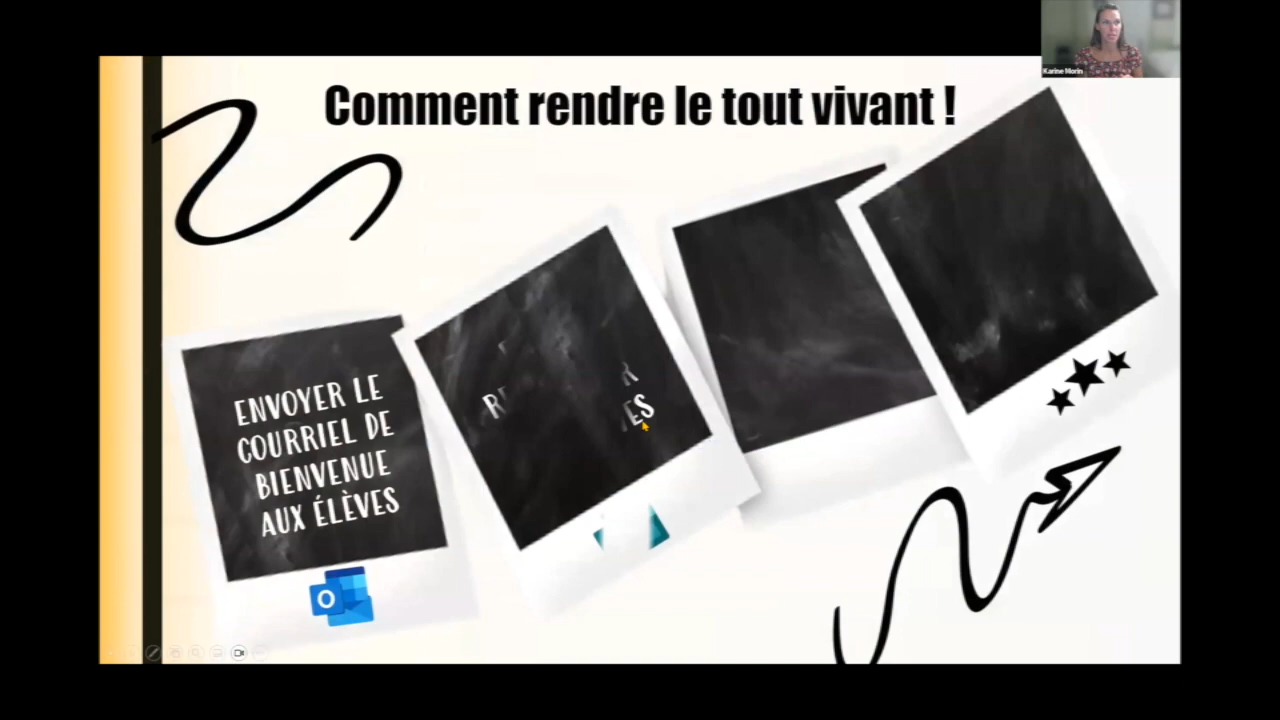 Karine Morin
Comment rendre le tout vivant !
ENVOYER LE
COURRIEL DE
BIENVENUE
AUX ÉLÈVES
O